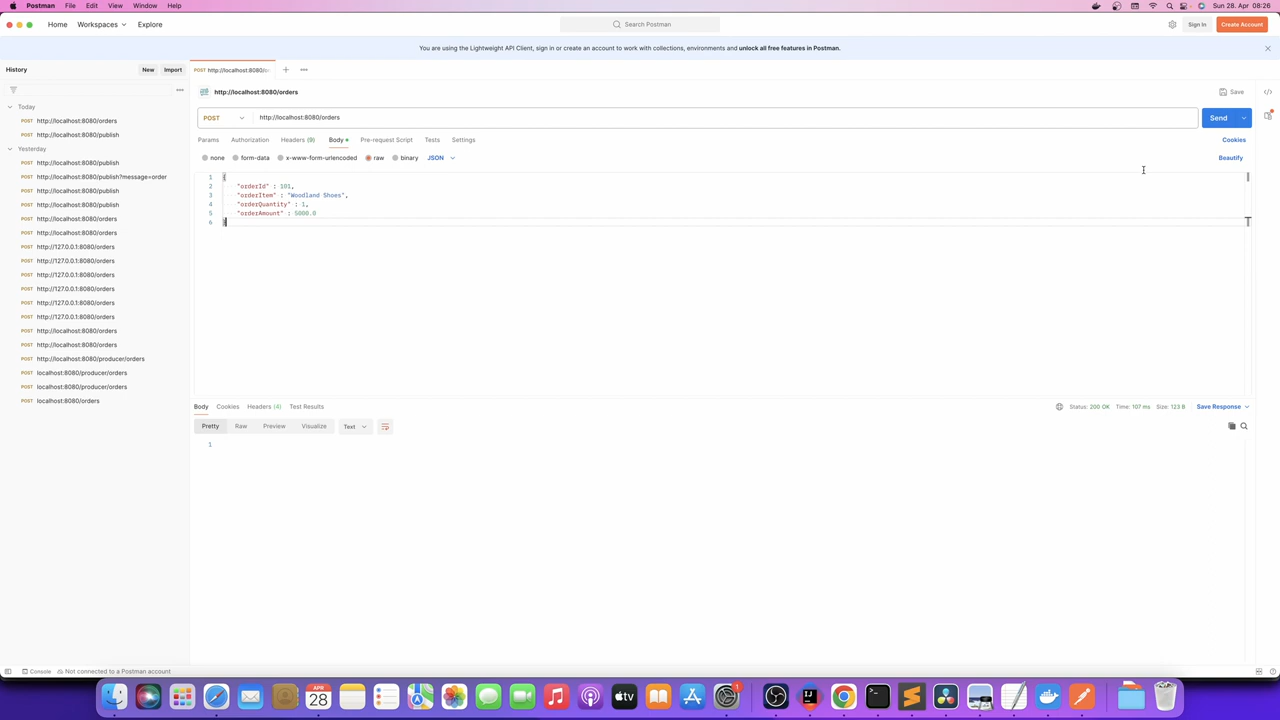 Postman File Edit View Window Help Sun 28. Apr 08:26
Home Workspaces Explore Search Postman Sign In Create Account
You are using the Lightweight API Client, sign in or create an account to work with collections, environments and unlock all free features in Postman.
History New Import POST http://localhost:8080/or
http://localhost:8080/orders Save
Today
POST http://localhost:8080/orders
POST http://localhost:8080/publish
Yesterday
POST http://localhost:8080/publish
POST http://localhost:8080/publish?message=order
POST http://localhost:8080/publish
POST http://localhost:8080/publish
POST http://localhost:8080/orders
POST http://localhost:8080/orders
POST http://127.0.0.1:8080/orders
POST http://127.0.0.1:8080/orders
POST http://127.0.0.1:8080/orders
POST http://127.0.0.1:8080/orders
POST http://127.0.0.1:8080/orders
POST http://127.0.0.1:8080/orders
POST http://localhost:8080/orders
POST http://localhost:8080/orders
POST http://localhost:8080/producer/orders
POST localhost:8080/producer/orders
POST localhost:8080/producer/orders
POST localhost:8080/orders
POST http://localhost:8080/orders Send
Params Authorization Headers (9) Body Pre-request Script Tests Settings Cookies
none form-data x-www-form-urlencoded raw binary JSON Beautify
1 {
2 "orderId" : 101,
3 "orderItem" : "Woodland Shoes",
4 "orderQuantity" : 1,
5 "orderAmount" : 5000.0
6 }
Body Cookies Headers (4) Test Results Status: 200 OK Time: 107 ms Size: 123 B Save Response
Pretty Raw Preview Visualize Text
1
Console Not connected to a Postman account
APR
28
tv
1